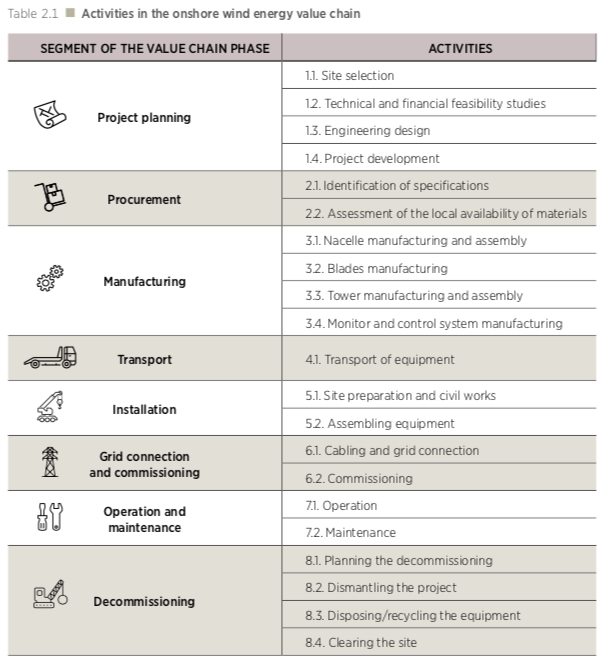 Table 2.1 ■ Activities in the onshore wind energy value chain
SEGMENT OF THE VALUE CHAIN PHASE
ACTIVITIES
Project planning
1.1. Site selection
1.2. Technical and financial feasibility studies
1.3. Engineering design
1.4. Project development
Procurement
2.1. Identification of specifications
2.2. Assessment of the local availability of materials
Manufacturing
3.1. Nacelle manufacturing and assembly
3.2. Blades manufacturing
3.3. Tower manufacturing and assembly
3.4. Monitor and control system manufacturing
Transport
4.1. Transport of equipment
Installation
5.1. Site preparation and civil works
5.2. Assembling equipment
Grid connection
and commissioning
6.1. Cabling and grid connection
6.2. Commissioning
Operation and
maintenance
7.1. Operation
7.2. Maintenance
Decommissioning
8.1. Planning the decommissioning
8.2. Dismantling the project
8.3. Disposing/recycling the equipment
8.4. Clearing the site